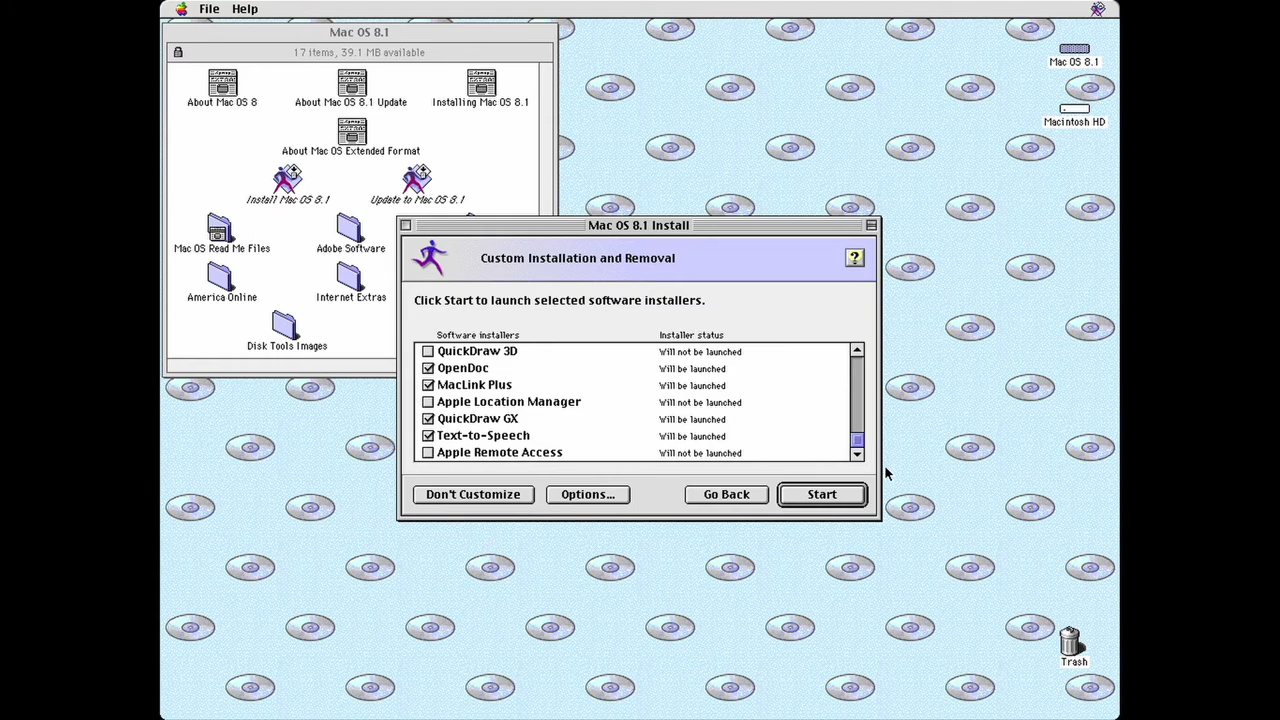 File Help
Mac OS 8.1
17 items, 39.1 MB available
About Mac OS 8
About Mac OS 8.1 Update
Installing Mac OS 8.1
About Mac OS Extended Format
Install Mac OS 8.1
Update to Mac OS 8.1
Mac OS Read Me Files
Adobe Software
America Online
Internet Extras
Disk Tools Images
Mac OS 8.1
Macintosh HD
Mac OS 8.1 Install
Custom Installation and Removal
?
Click Start to launch selected software installers.
Software installers Installer status
QuickDraw 3D Will not be launched
OpenDoc Will be launched
MacLink Plus Will be launched
Apple Location Manager Will not be launched
QuickDraw GX Will be launched
Text-to-Speech Will be launched
Apple Remote Access Will not be launched
Don't Customize Options... Go Back Start
Trash